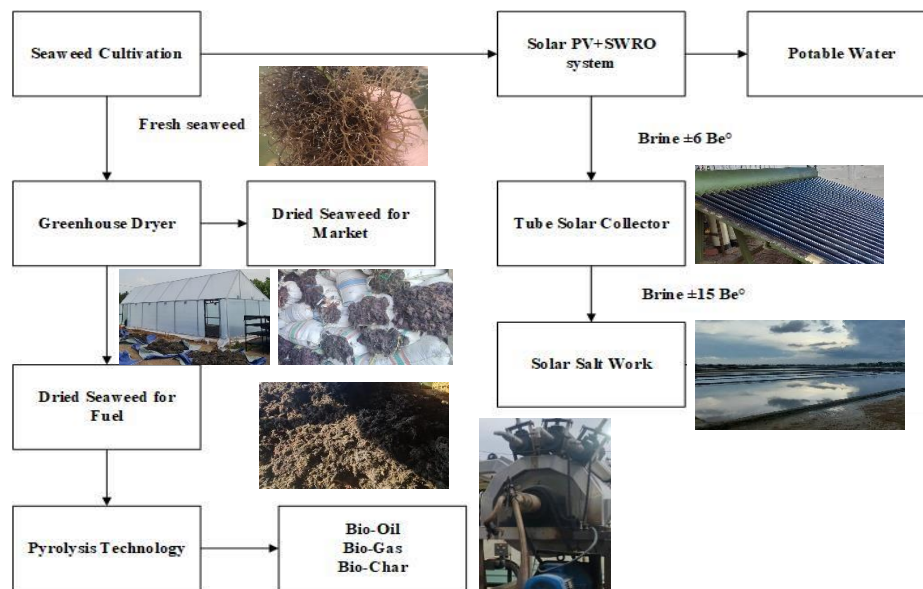 Seaweed Cultivation
Solar PV+SWRO
system
Potable Water
Fresh seaweed
Brine ±6 Be°
Greenhouse Dryer
Dried Seaweed for
Market
Tube Solar Collector
Brine ±15 Be°
Dried Seaweed for
Fuel
Solar Salt Work
Pyrolysis Technology
Bio-Oil
Bio-Gas
Bio-Char